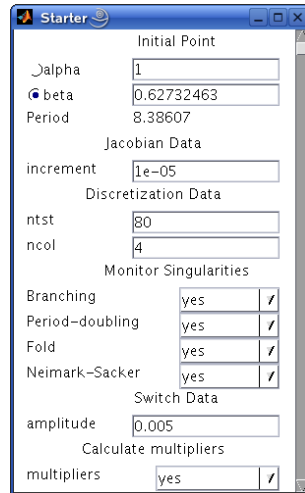 Starter
Initial Point
alpha 1
beta 0.62732463
Period 8.38607
Jacobian Data
increment 1e-05
Discretization Data
ntst 80
ncol 4
Monitor Singularities
Branching yes
Period-doubling yes
Fold yes
Neimark-Sacker yes
Switch Data
amplitude 0.005
Calculate multipliers
multipliers yes